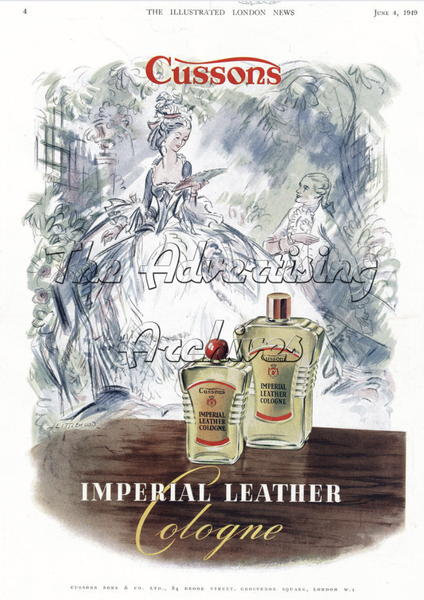 4
THE ILLUSTRATED LONDON NEWS
JUNE 4, 1949
Cussons
The Advertising
Archives
Cussons
IMPERIAL
LEATHER
COLOGNE
Cussons
IMPERIAL
LEATHER
COLOGNE
IMPERIAL LEATHER
Cologne
CUSSONS SONS & CO. LTD., 84 BROOK STREET, GROSVENOR SQUARE, LONDON W.1